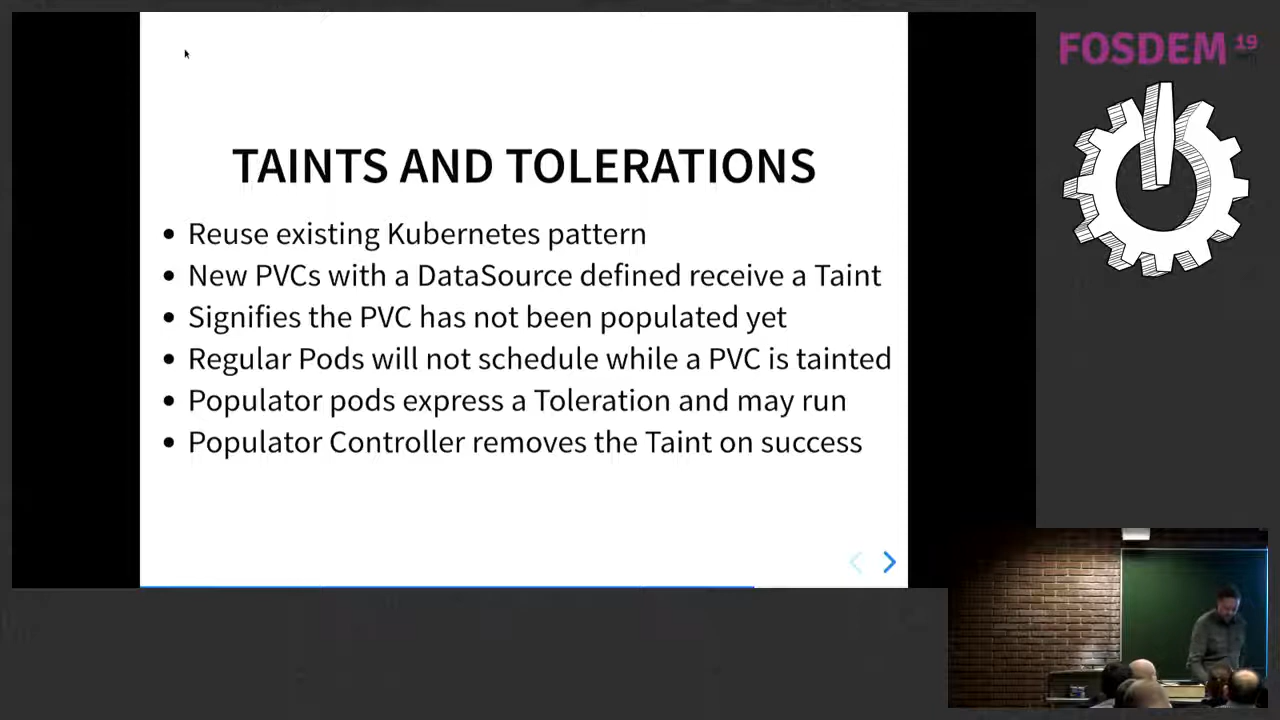 FOSDEM 19
TAINTS AND TOLERATIONS
• Reuse existing Kubernetes pattern
• New PVCs with a DataSource defined receive a Taint
• Signifies the PVC has not been populated yet
• Regular Pods will not schedule while a PVC is tainted
• Populator pods express a Toleration and may run
• Populator Controller removes the Taint on success